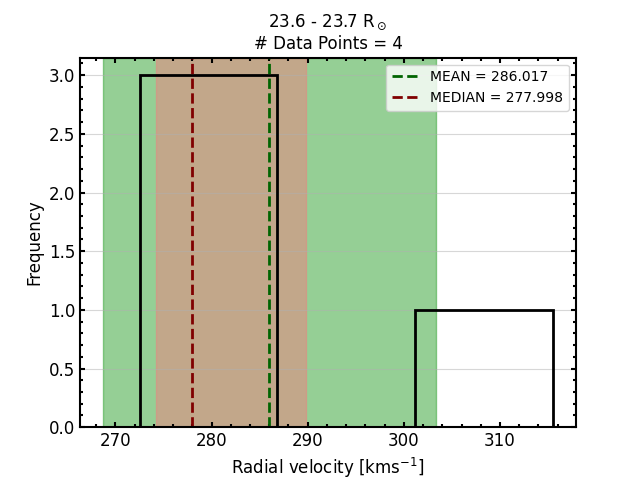 23.6 - 23.7 R⊙
# Data Points = 4
MEAN = 286.017
MEDIAN = 277.998
Frequency
3.0
2.5
2.0
1.5
1.0
0.5
0.0
270 280 290 300 310
Radial velocity [kms⁻¹]